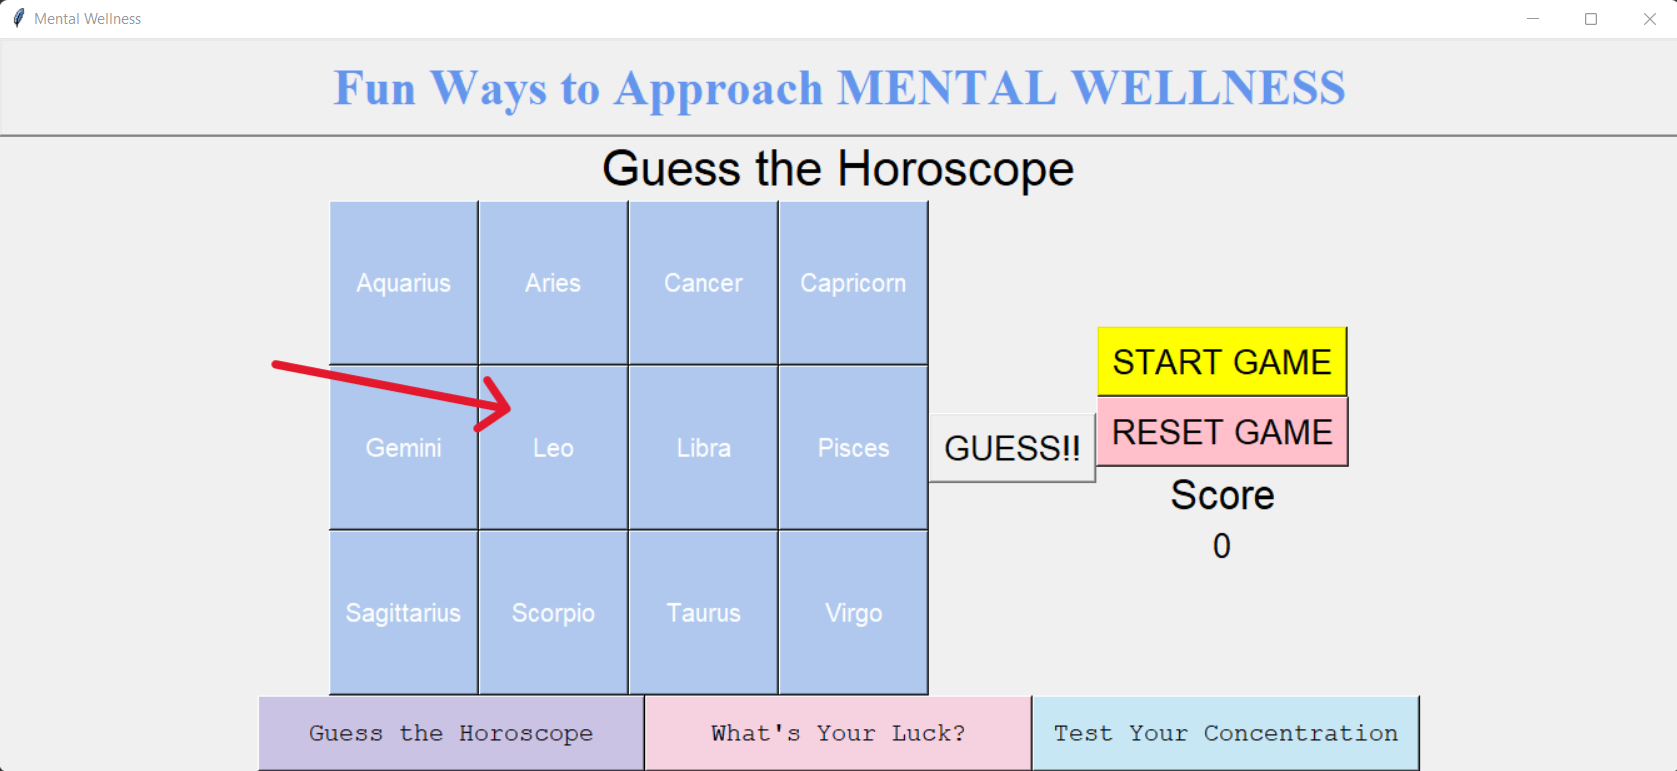 Mental Wellness
Fun Ways to Approach MENTAL WELLNESS
Guess the Horoscope
Aquarius Aries Cancer Capricorn
START GAME
Gemini Leo Libra Pisces GUESS!! RESET GAME
Score
0
Sagittarius Scorpio Taurus Virgo
Guess the Horoscope What's Your Luck? Test Your Concentration